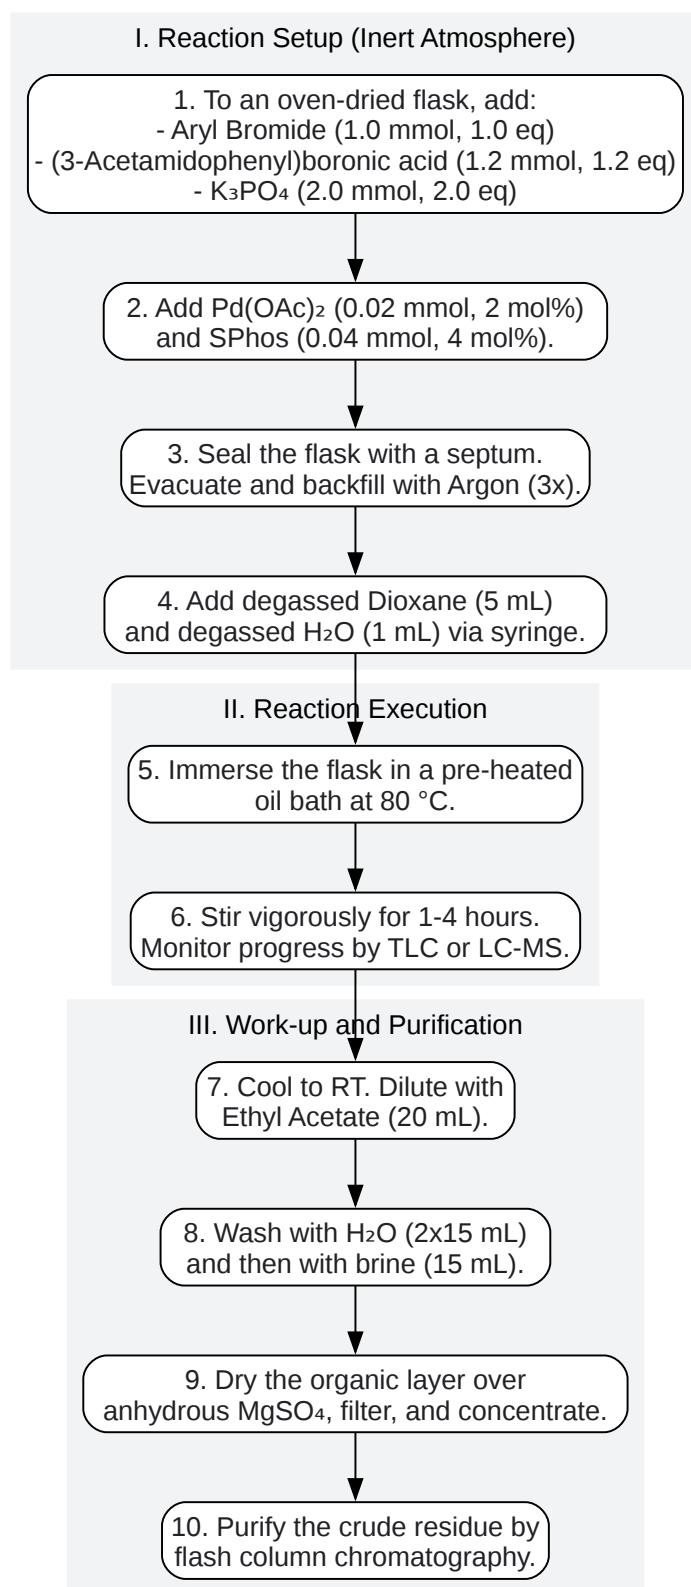 I. Reaction Setup (Inert Atmosphere)
1. To an oven-dried flask, add:
- Aryl Bromide (1.0 mmol, 1.0 eq)
- (3-Acetamidophenyl)boronic acid (1.2 mmol, 1.2 eq)
- K₃PO₄ (2.0 mmol, 2.0 eq)
2. Add Pd(OAc)₂ (0.02 mmol, 2 mol%)
and SPhos (0.04 mmol, 4 mol%).
3. Seal the flask with a septum.
Evacuate and backfill with Argon (3x).
4. Add degassed Dioxane (5 mL)
and degassed H₂O (1 mL) via syringe.
II. Reaction Execution
5. Immerse the flask in a pre-heated
oil bath at 80 °C.
6. Stir vigorously for 1-4 hours.
Monitor progress by TLC or LC-MS.
III. Work-up and Purification
7. Cool to RT. Dilute with
Ethyl Acetate (20 mL).
8. Wash with H₂O (2x15 mL)
and then with brine (15 mL).
9. Dry the organic layer over
anhydrous MgSO₄, filter, and concentrate.
10. Purify the crude residue by
flash column chromatography.